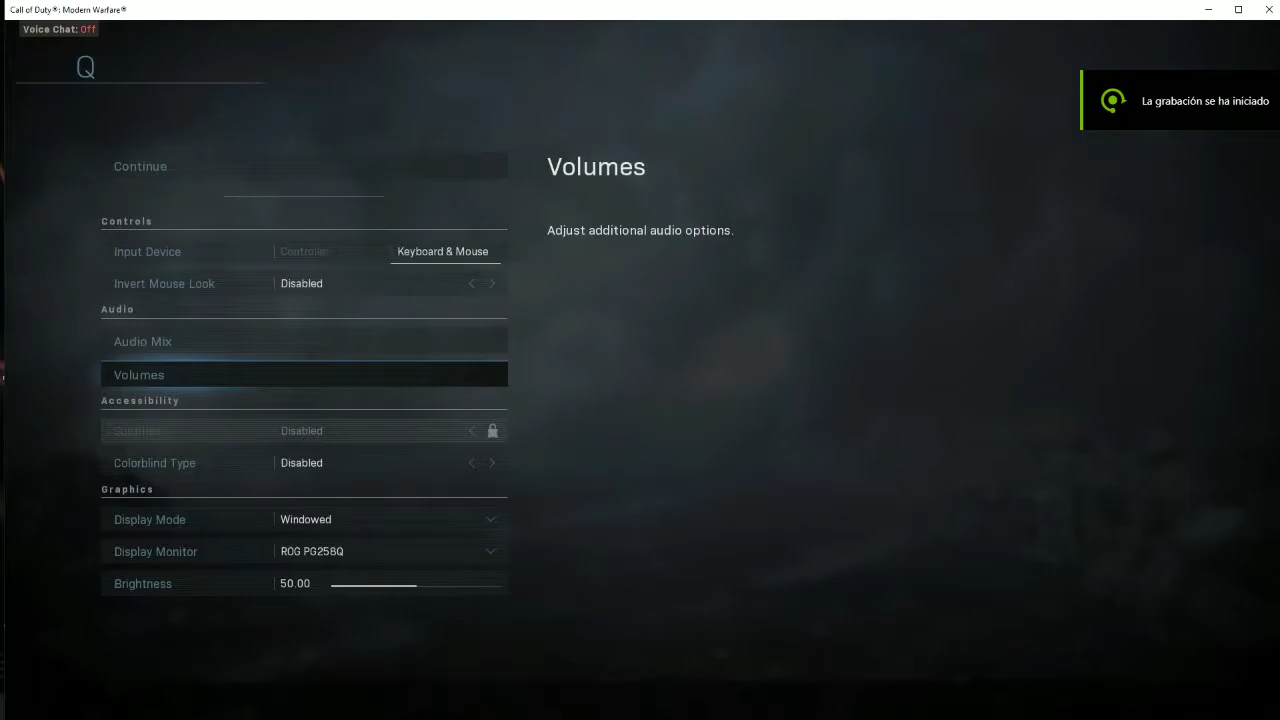 Call of Duty®: Modern Warfare®
Voice Chat: Off
Q
La grabación se ha iniciado
Continue
Volumes
Controls
Adjust additional audio options.
Input Device Controller Keyboard & Mouse
Invert Mouse Look Disabled
Audio
Audio Mix
Volumes
Accessibility
Subtitles Disabled
Colorblind Type Disabled
Graphics
Display Mode Windowed
Display Monitor ROG PG258Q
Brightness 50.00